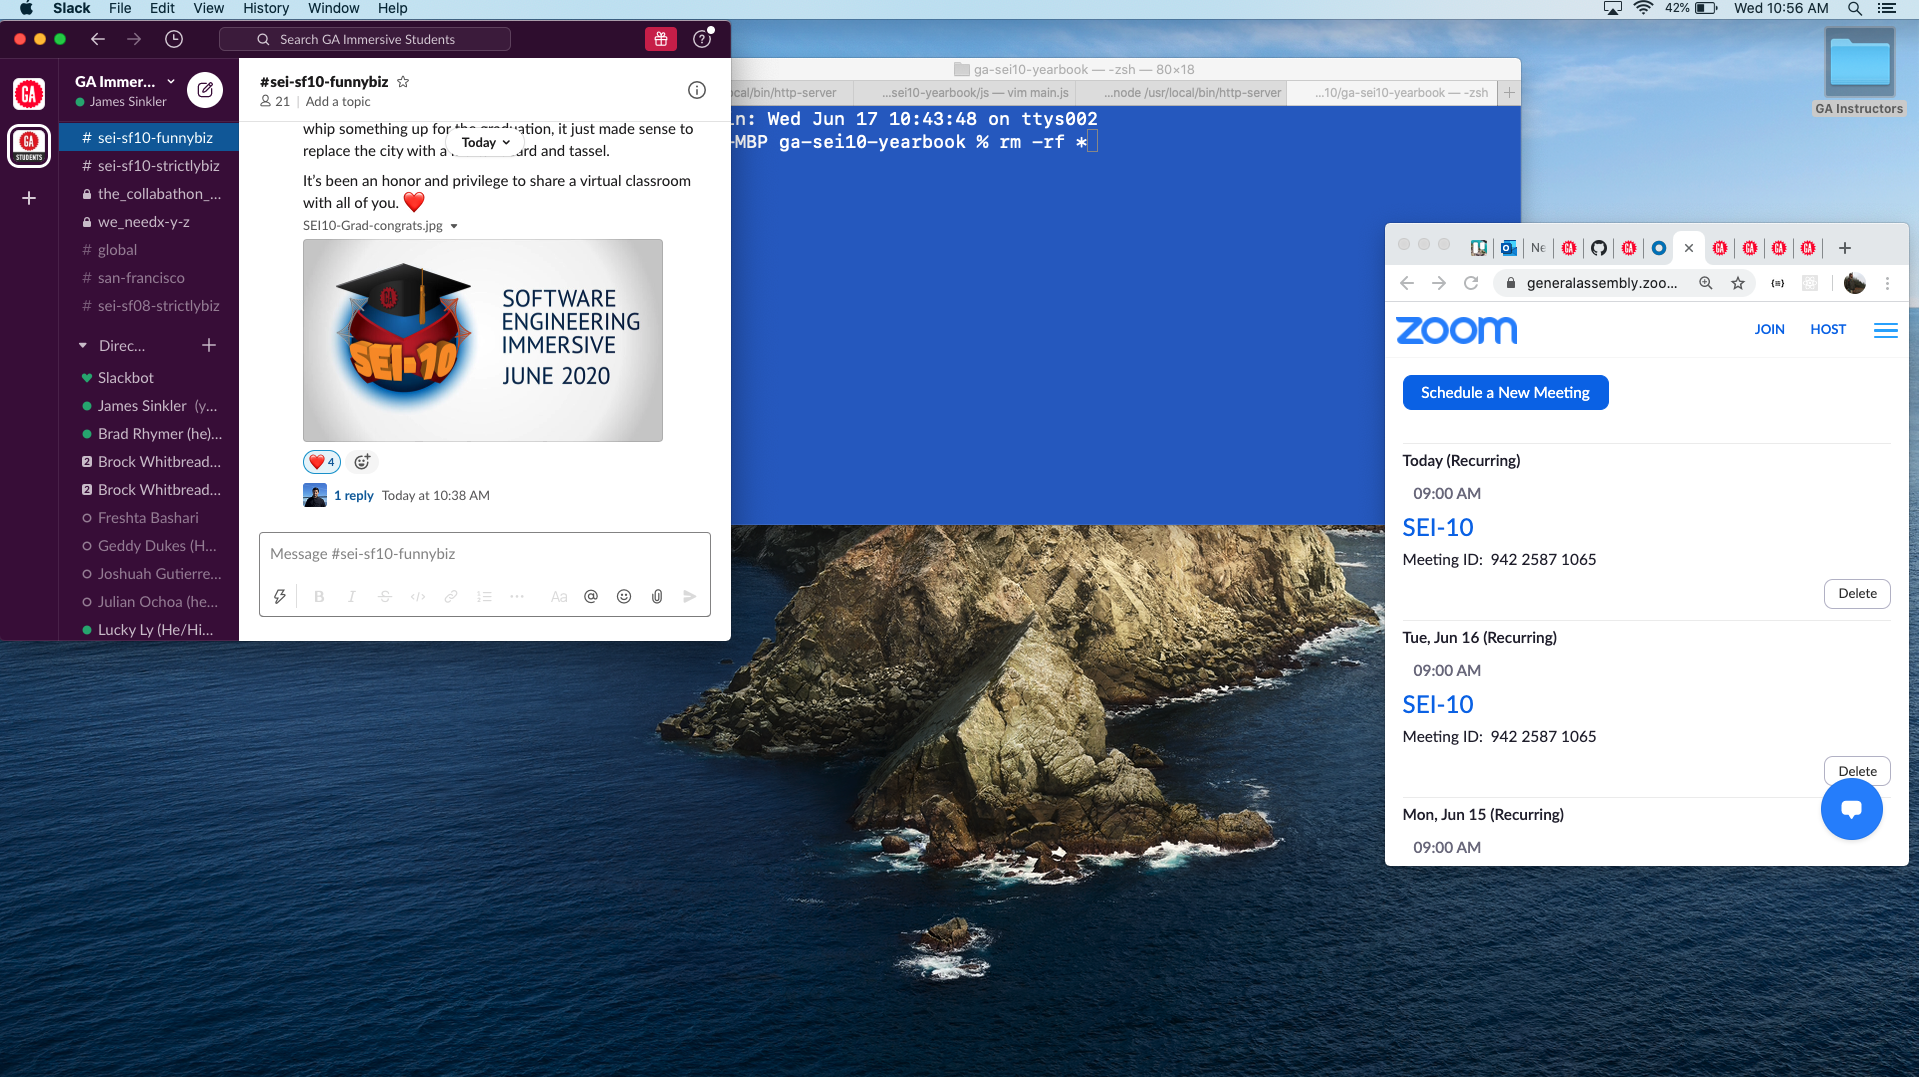 Slack File Edit View History Window Help
42% Wed 10:56 AM
Search GA Immersive Students
GA Immer...
James Sinkler
# sei-sf10-funnybiz
# sei-sf10-strictlybiz
the_collabathon_...
we_needx-y-z
# global
# san-francisco
# sei-sf08-strictlybiz
Direc...
Slackbot
James Sinkler (y...
Brad Rhymer (he)...
2 Brock Whitbread...
2 Brock Whitbread...
Freshta Bashari
Geddy Dukes (H...
Joshuah Gutierre...
Julian Ochoa (he...
Lucky Ly (He/Hi...
GA
GA
STUDENTS
#sei-sf10-funnybiz
21 | Add a topic
whip something up for the graduation, it just made sense to
Today
replace the city with a and tassel.
It's been an honor and privilege to share a virtual classroom
with all of you. ❤️
SEI10-Grad-congrats.jpg
GA
SEI-10
SOFTWARE
ENGINEERING
IMMERSIVE
JUNE 2020
❤️ 4
1 reply Today at 10:38 AM
Message #sei-sf10-funnybiz
B I S </> Aa @
ga-sei10-yearbook — -zsh — 80×18
ocal/bin/http-server
...sei10-yearbook/js — vim main.js
...node /usr/local/bin/http-server
...10/ga-sei10-yearbook — -zsh
in: Wed Jun 17 10:43:48 on ttys002
-MBP ga-sei10-yearbook % rm -rf *
GA Instructors
Ne
generalassembly.zoo...
zoom
JOIN HOST
Schedule a New Meeting
Today (Recurring)
09:00 AM
SEI-10
Meeting ID: 942 2587 1065
Delete
Tue, Jun 16 (Recurring)
09:00 AM
SEI-10
Meeting ID: 942 2587 1065
Delete
Mon, Jun 15 (Recurring)
09:00 AM